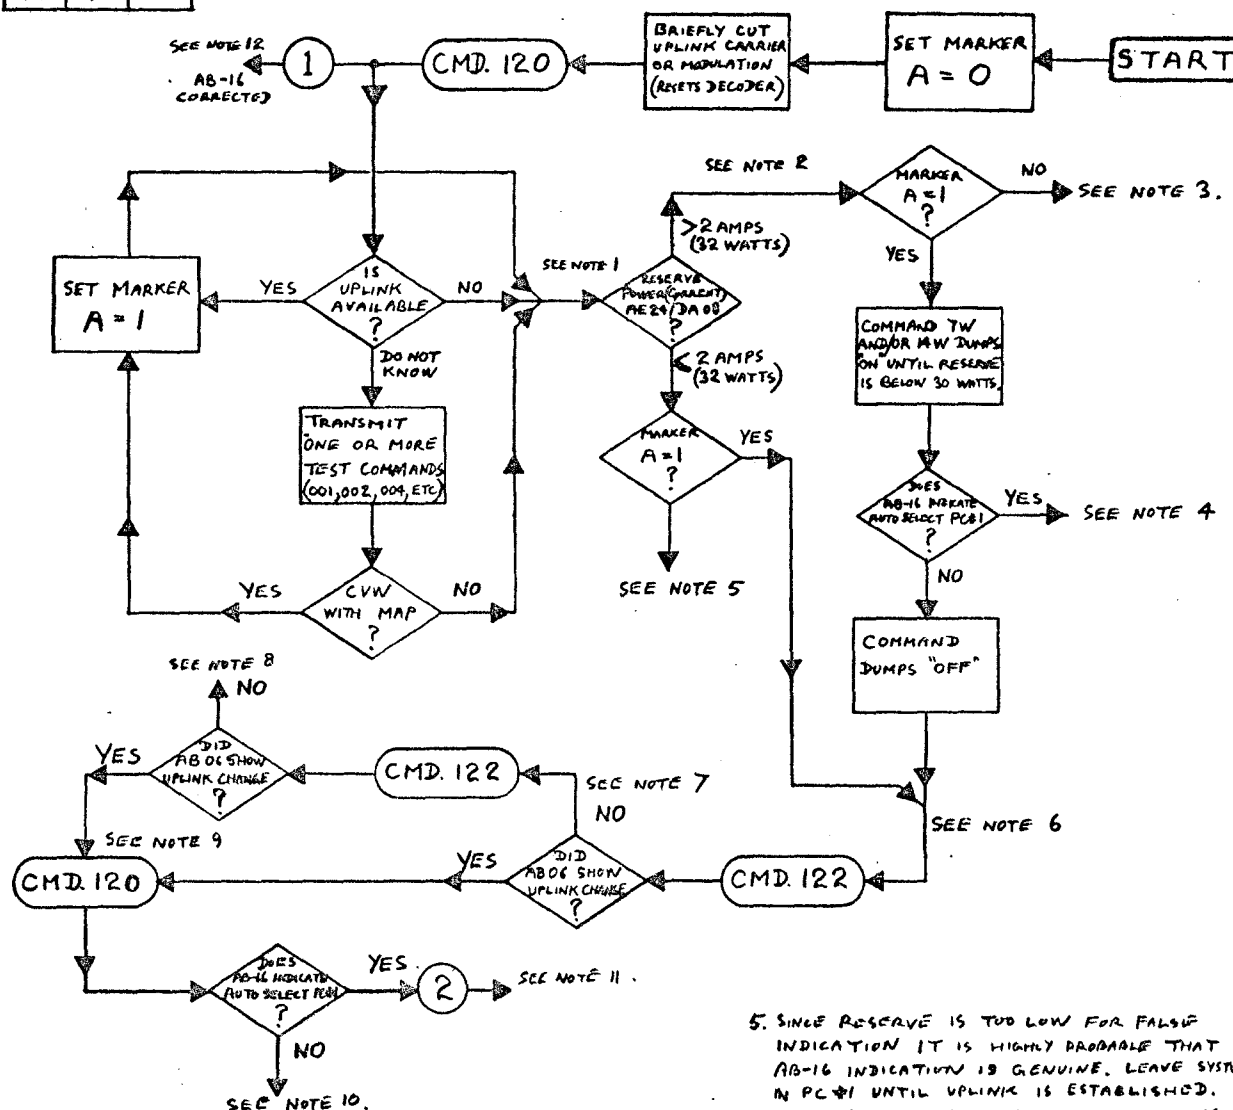 START
SET MARKER
A = 0
BRIEFLY CUT
UPLINK CARRIER
OR MODULATION
(RESETS DECODER)
CMD. 120
1
SEE NOTE 12
AB-16
CORRECTED
IS
UPLINK
AVAILABLE
?
YES
NO
DO NOT
KNOW
SET MARKER
A = 1
TRANSMIT
ONE OR MORE
TEST COMMANDS
(001, 002, 004, ETC)
CVW
WITH MAP
?
YES
NO
SEE NOTE 1
RESERVE
POWER (CURRENT)
AE24/DA08
?
>2 AMPS
(32 WATTS)
<2 AMPS
(32 WATTS)
SEE NOTE 2
MARKER
A=1
?
NO
SEE NOTE 3.
YES
COMMAND 7W
AND/OR 14W DUMPS
"ON" UNTIL RESERVE
IS BELOW 30 WATTS.
DOES
AB-16 INDICATE
AUTO SELECT PC#1
?
YES
SEE NOTE 4
NO
COMMAND
DUMPS "OFF"
MARKER
A=1
?
YES
SEE NOTE 5
SEE NOTE 6
CMD. 122
DID
AB06 SHOW
UPLINK CHANGE
?
YES
NO
SEE NOTE 7
CMD. 122
DID
AB06 SHOW
UPLINK CHANGE
?
NO
SEE NOTE 8
YES
SEE NOTE 9
CMD. 120
DOES
AB-16 INDICATE
AUTO SELECT PC#1
?
YES
2
SEE NOTE 11.
NO
SEE NOTE 10.
5. SINCE RESERVE IS TOO LOW FOR FALSE
INDICATION IT IS HIGHLY PROBABLE THAT
AB-16 INDICATION IS GENUINE. LEAVE SYST
IN PC#1 UNTIL UPLINK IS ESTABLISHED.